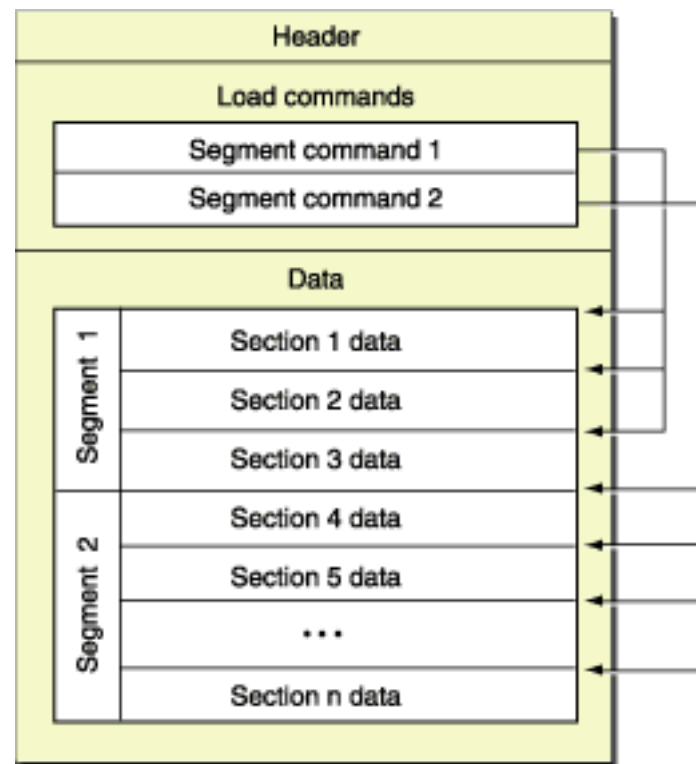 Header
Load commands
Segment command 1
Segment command 2
Data
Segment 1
Section 1 data
Section 2 data
Section 3 data
Segment 2
Section 4 data
Section 5 data
...
Section n data